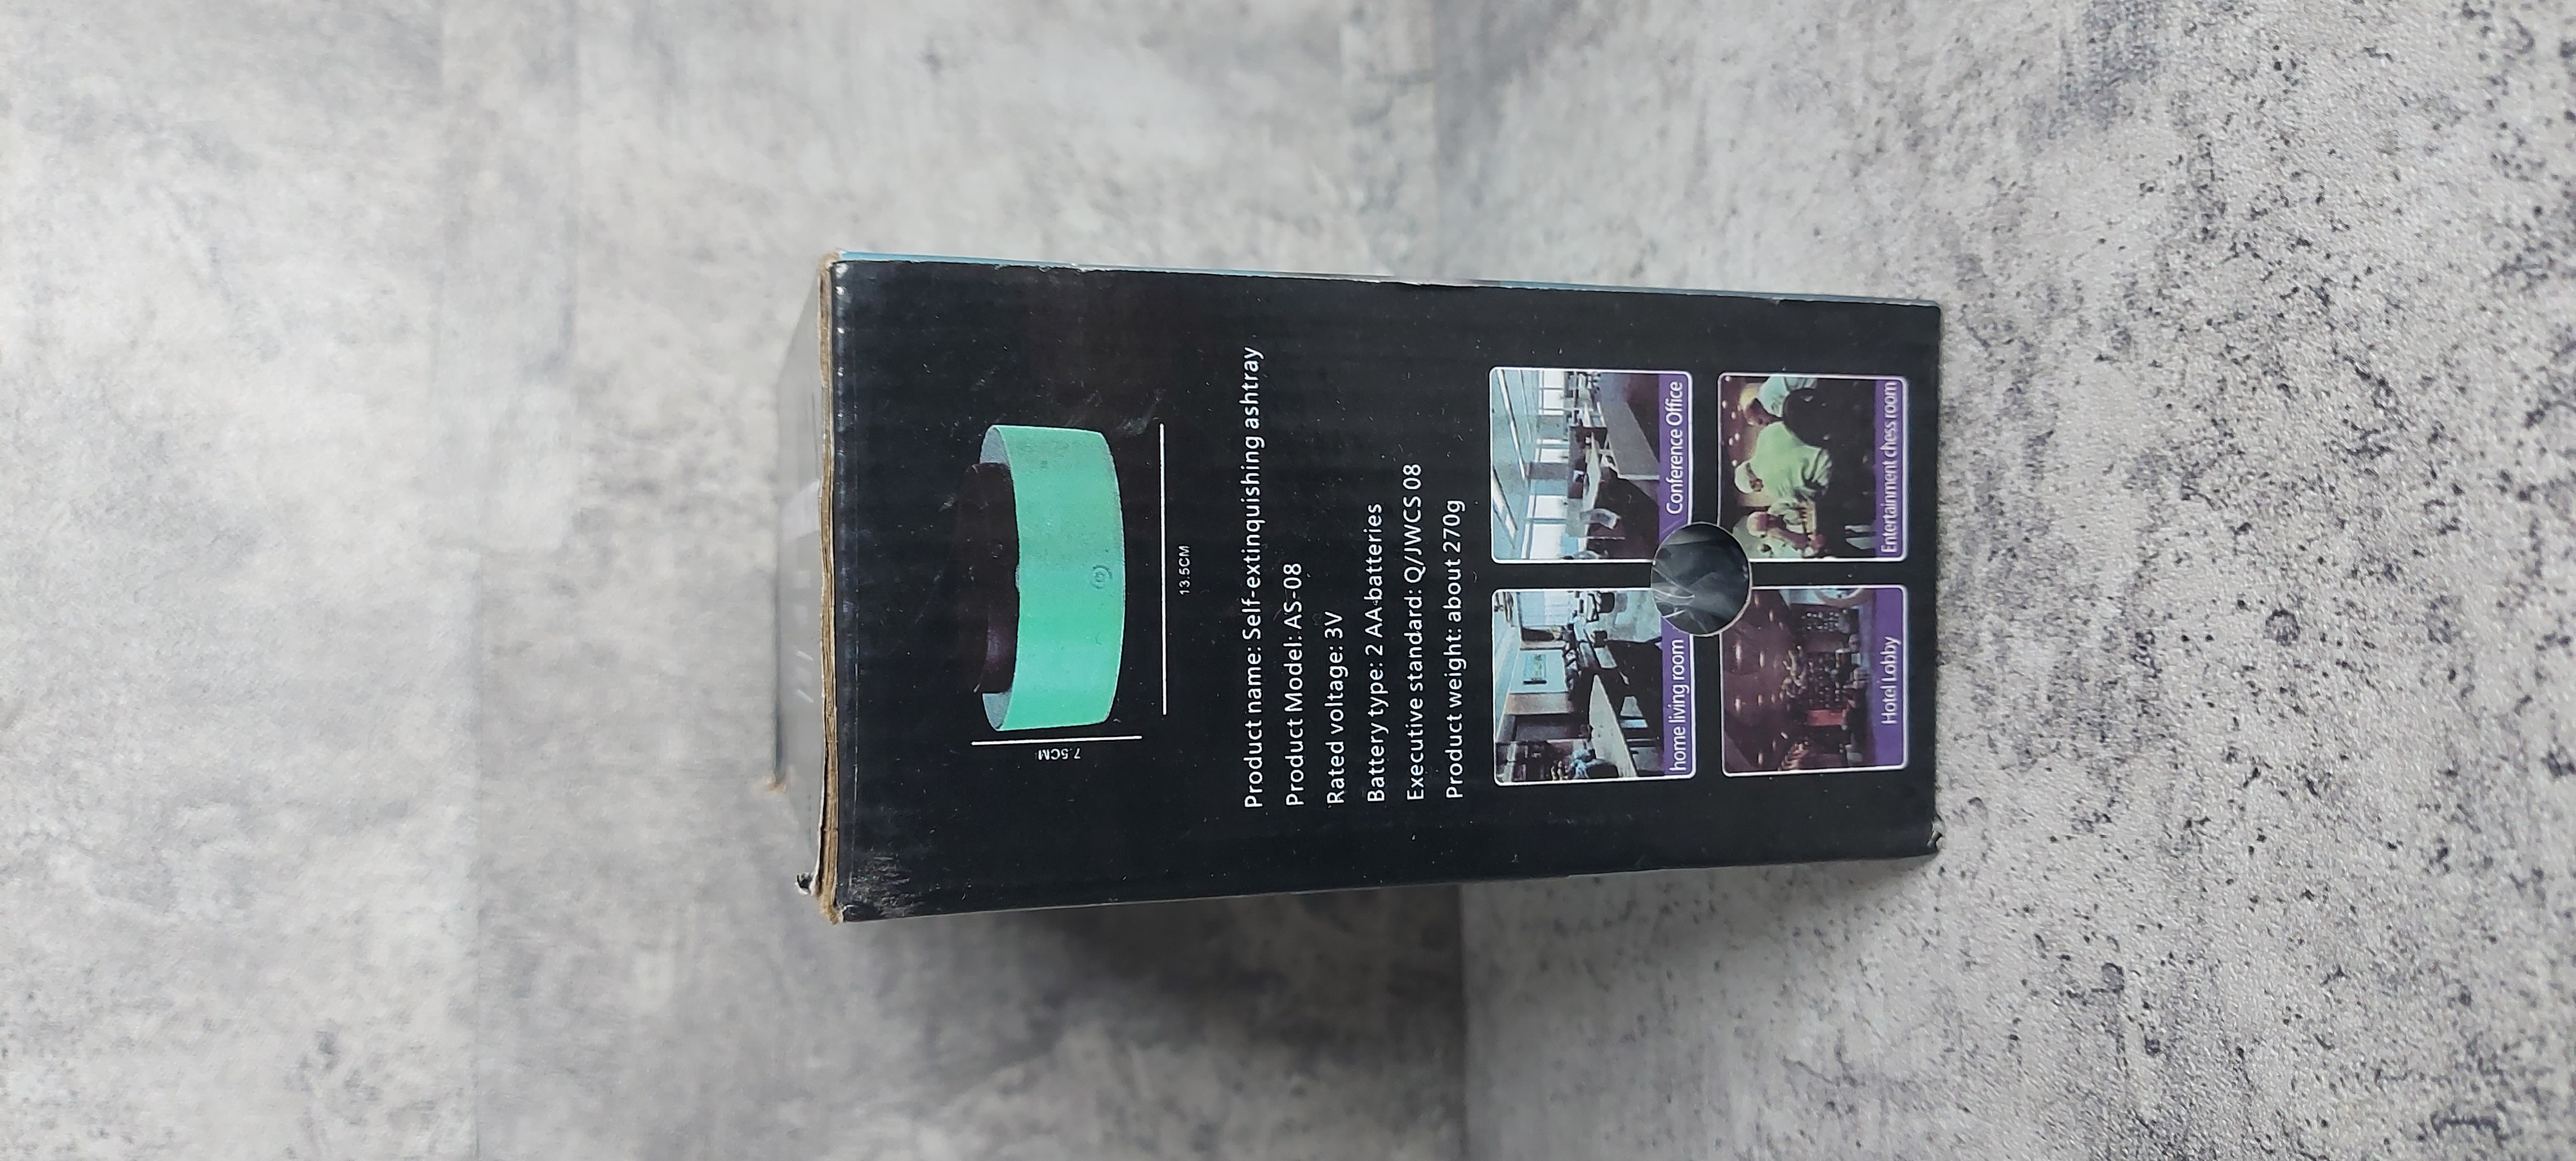 7.5CM
13.5CM
Product name: Self-extinquishing ashtray
Product Model: AS-08
Rated voltage: 3V
Battery type: 2 AA batteries
Executive standard: Q/JWCS 08
Product weight: about 270g
home living room
Conference Office
Hotel Lobby
Entertainment chess room